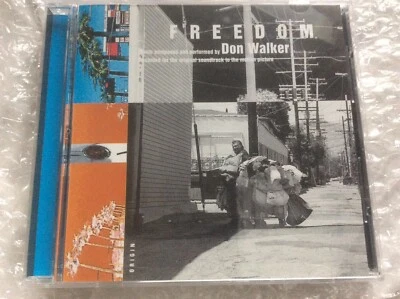 FREEDOM
Music composed and performed by Don Walker
Recorded for the original soundtrack to the motion picture
ORIGIN